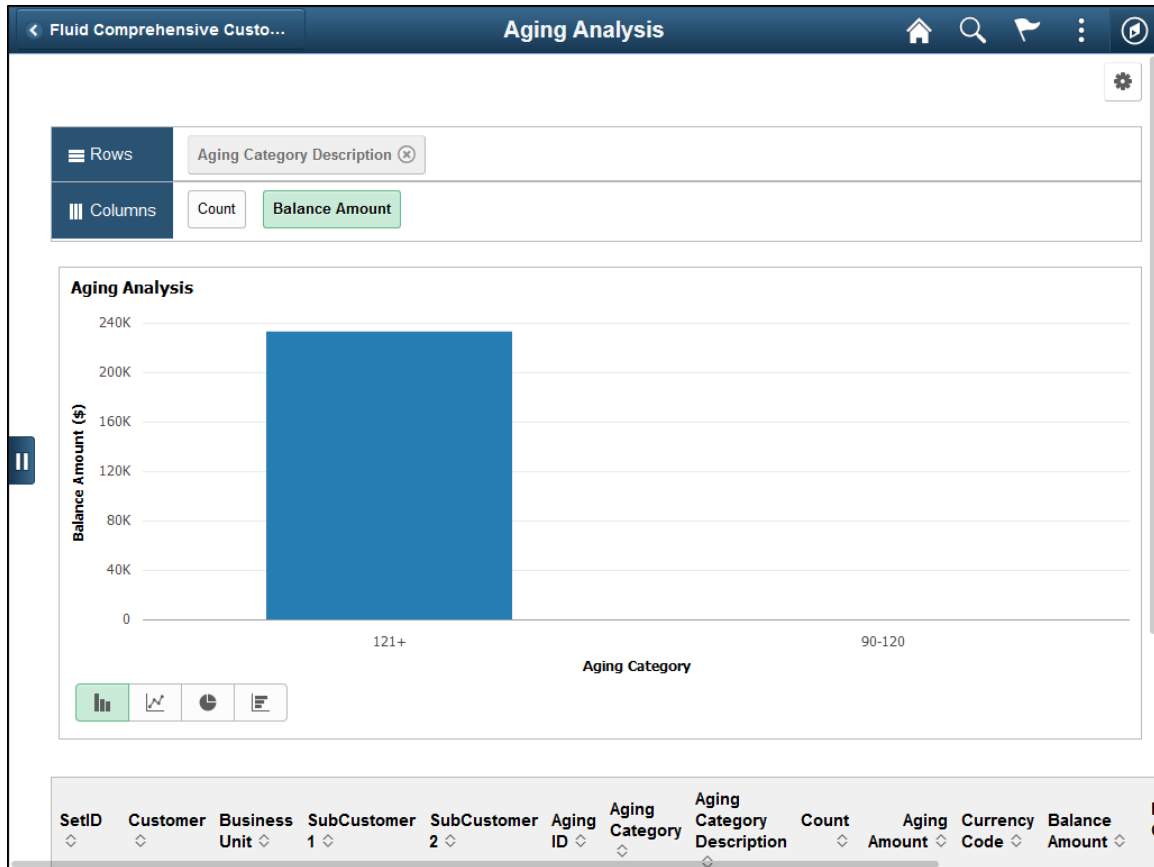 Fluid Comprehensive Custo...
Aging Analysis
Rows
Aging Category Description
Columns
Count
Balance Amount
Aging Analysis
240K
200K
160K
120K
80K
40K
0
Balance Amount ($)
121+
90-120
Aging Category
SetID
Customer
Business Unit
SubCustomer 1
SubCustomer 2
Aging ID
Aging Category
Aging Category Description
Count
Aging Amount
Currency Code
Balance Amount